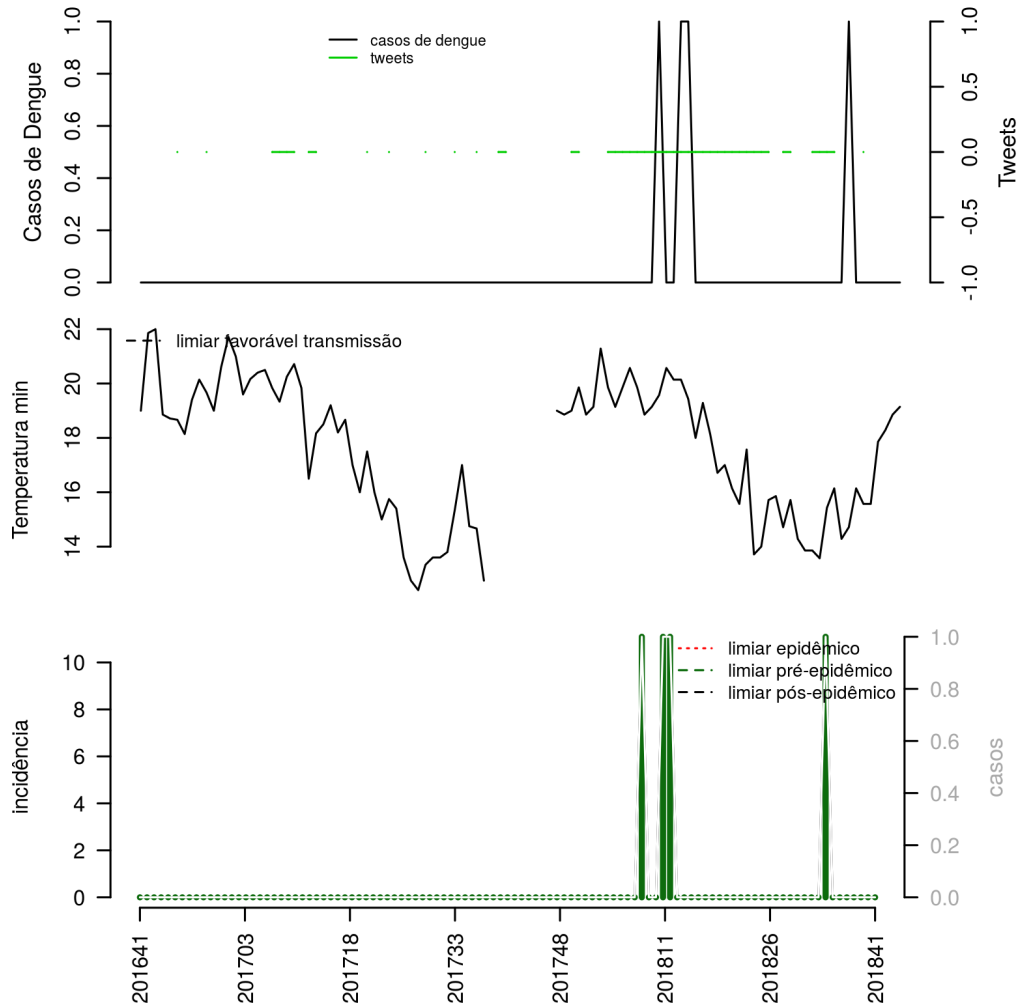 Casos de Dengue
0.0 0.2 0.4 0.6 0.8 1.0
casos de dengue
tweets
-1.0 -0.5 0.0 0.5 1.0
Tweets
Temperatura min
14 16 18 20 22
limiar favorável transmissão
incidência
10
8
6
4
2
0
limiar epidêmico
limiar pré-epidêmico
limiar pós-epidêmico
1.0
0.8
0.6
0.4
0.2
0.0
casos
201641
201703
201718
201733
201748
201811
201826
201841